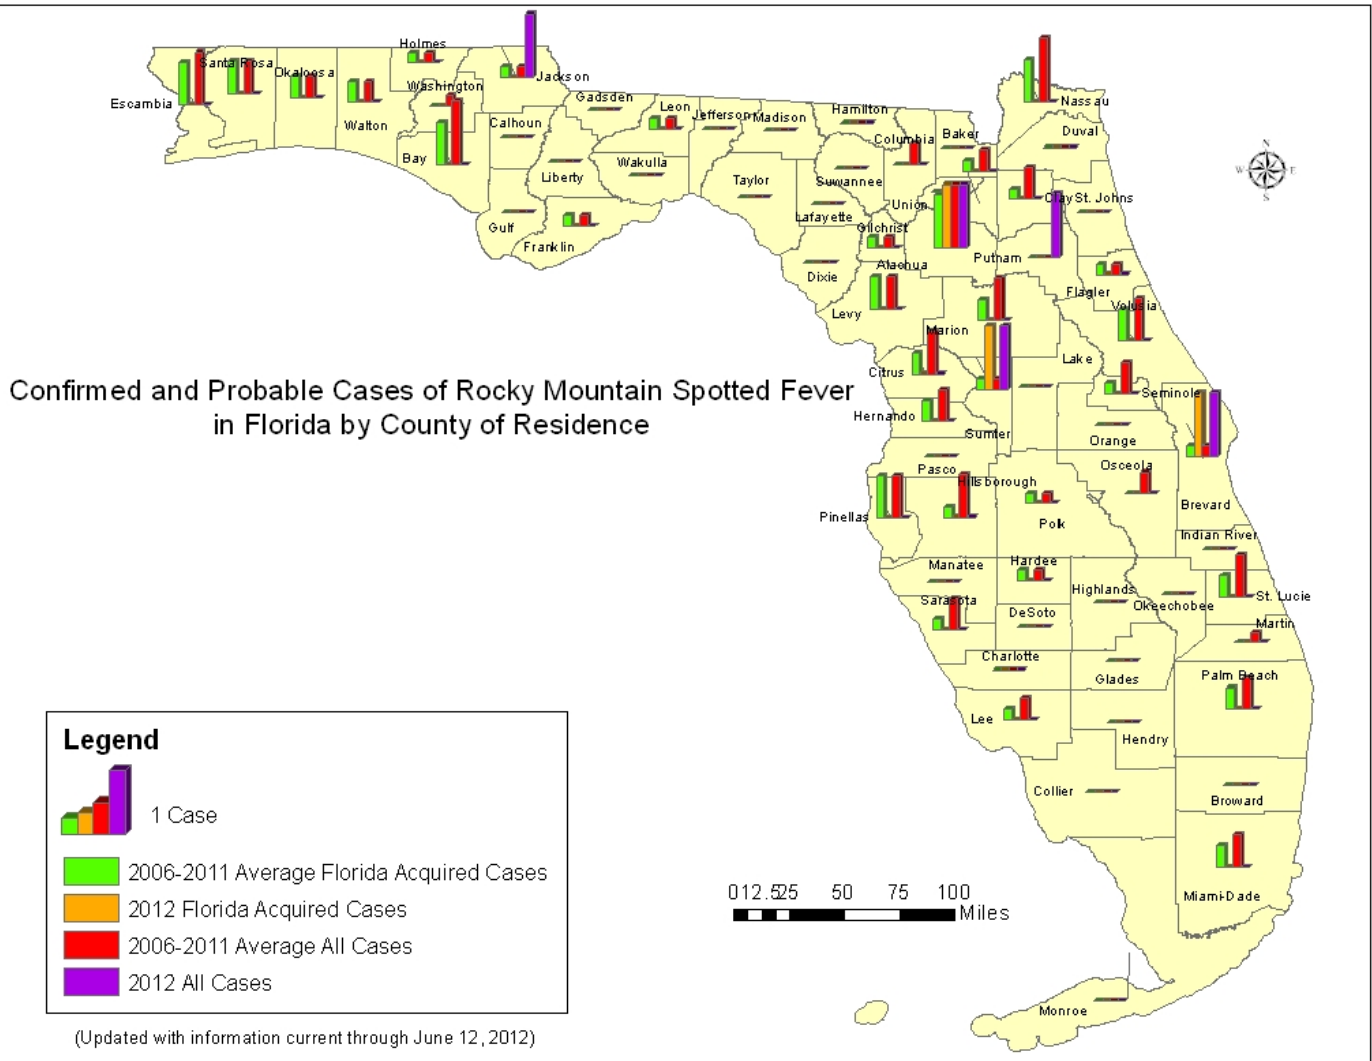 Holmes
Santa Rosa
Okaloosa
Jackson
Washington
Escambia
Gadsden
Nassau
Leon
Hamilton
Watton
Calhoun
Jefferson
Madison
Columbia
Baker
Duval
N
W
E
S
Bay
Wakulla
Liberty
Taylor
Suwannee
Clay
St. Johns
Union
Lafayette
Gulf
Franklin
Gilchrist
Putnam
Alachua
Dixie
Flagler
Levy
Volusia
Marion
Lake
Citrus
Confirmed and Probable Cases of Rocky Mountain Spotted Fever
in Florida by County of Residence
Seminole
Hernando
Sumter
Orange
Pasco
Osceola
Hillsborough
Pinellas
Polk
Brevard
Indian River
Manatee
Hardee
Highlands
Okeechobee
St. Lucie
Sarasota
DeSoto
Martin
Charlotte
Glades
Palm Beach
Lee
Hendry
Collier
Broward
Legend
1 Case
2006-2011 Average Florida Acquired Cases
2012 Florida Acquired Cases
2006-2011 Average All Cases
2012 All Cases
012.525 50 75 100
Miles
Miami-Dade
Monroe
(Updated with information current through June 12, 2012)